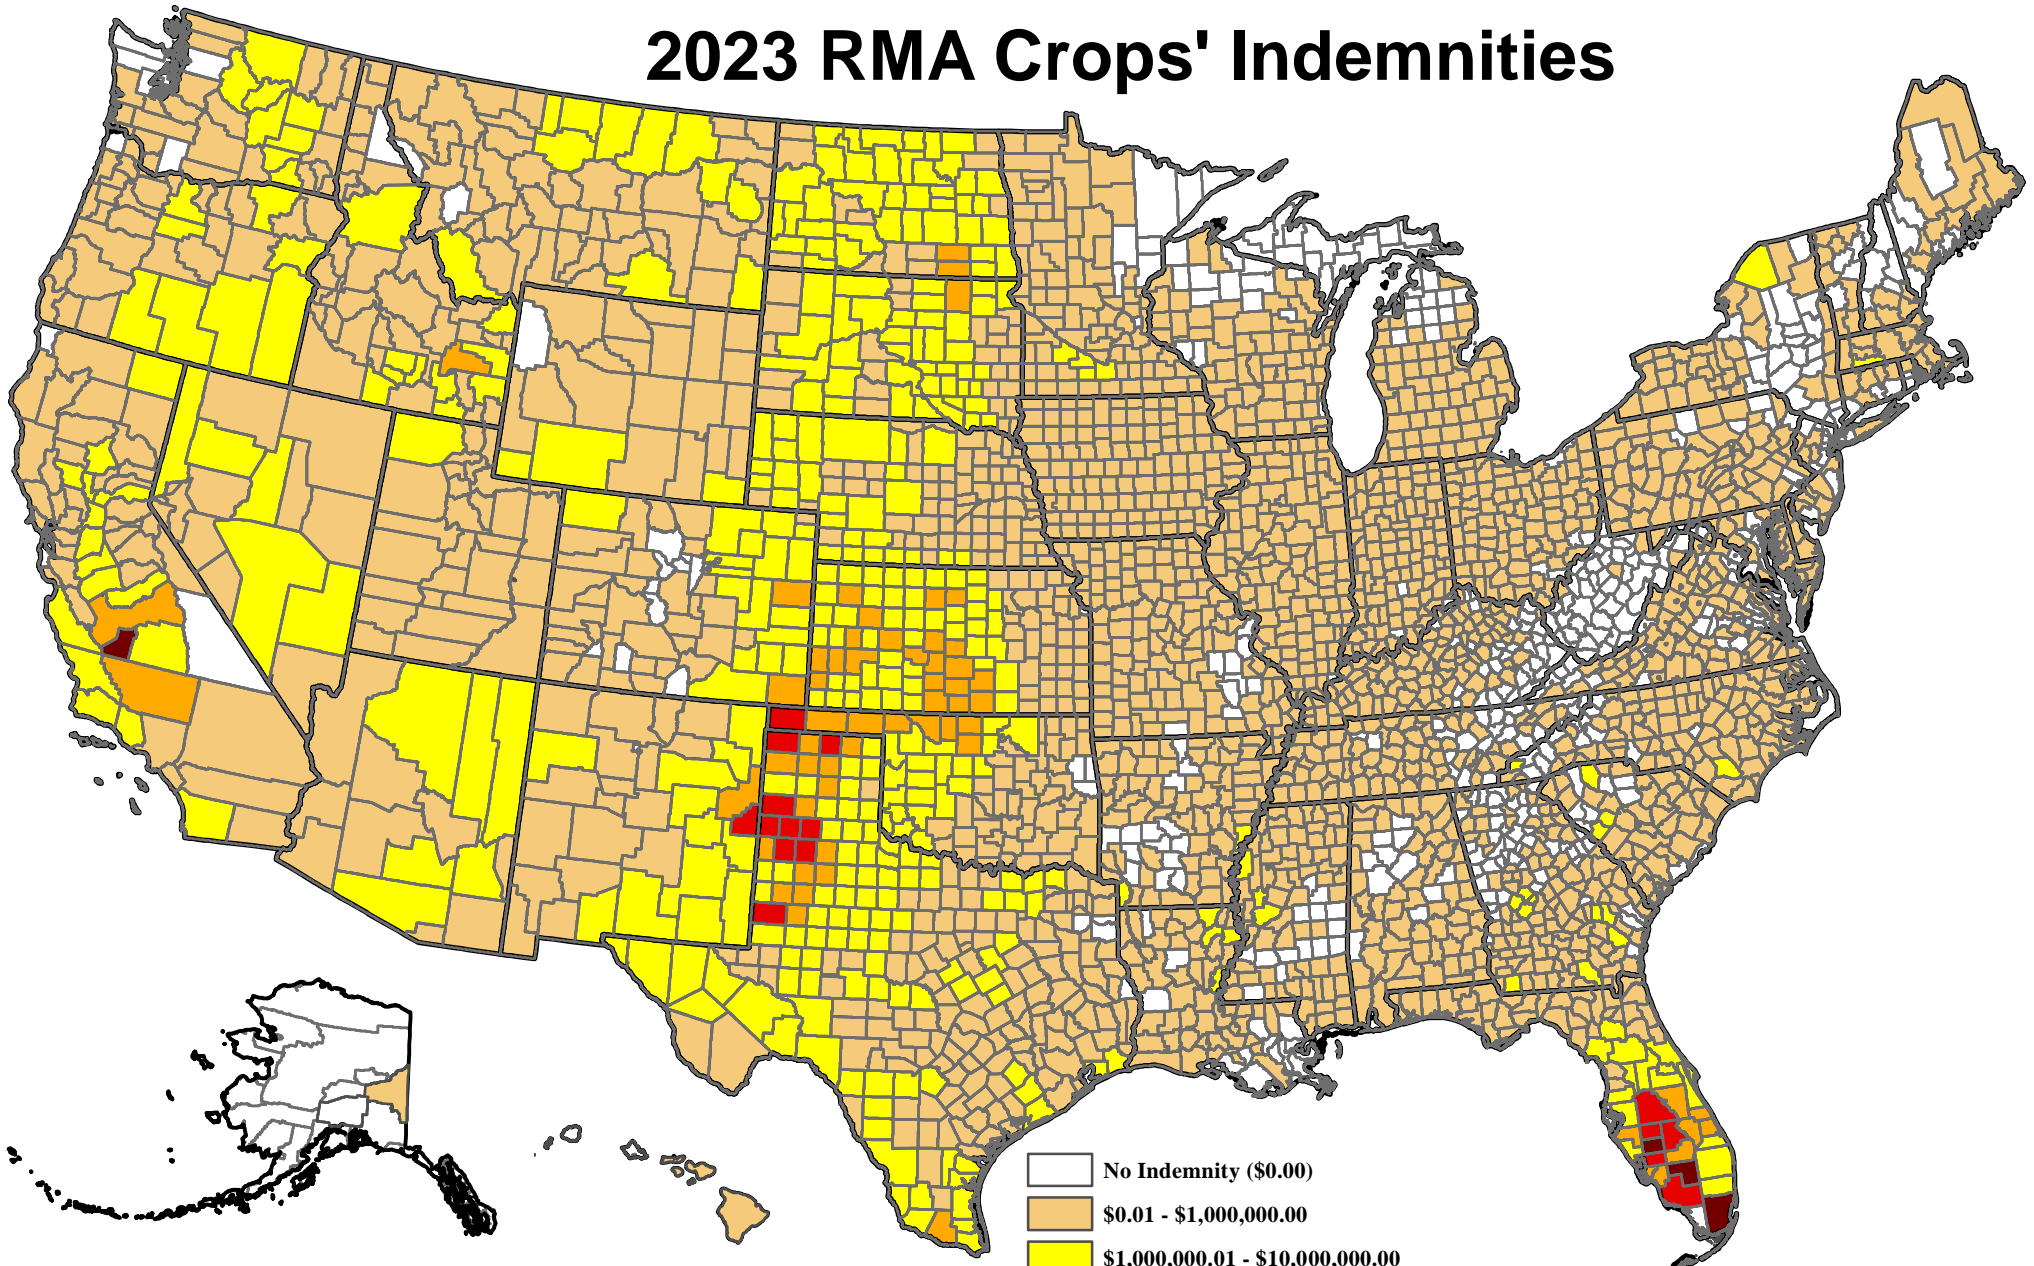 2023 RMA Crops' Indemnities
No Indemnity ($0.00)
$0.01 - $1,000,000.00
$1,000,000.01 - $10,000,000.00